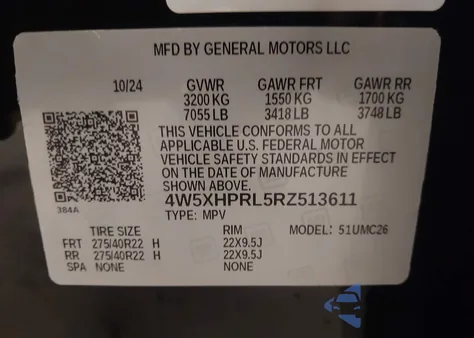 MFD BY GENERAL MOTORS LLC
10/24 GVWR GAWR FRT GAWR RR
3200 KG 1550 KG 1700 KG
7055 LB 3418 LB 3748 LB
THIS VEHICLE CONFORMS TO ALL
APPLICABLE U.S. FEDERAL MOTOR
VEHICLE SAFETY STANDARDS IN EFFECT
ON THE DATE OF MANUFACTURE
SHOWN ABOVE.
384A
4W5XHPRL5RZ513611
TYPE: MPV
TIRE SIZE RIM MODEL: 51UMC26
FRT 275/40R22 H 22X9.5J
RR 275/40R22 H 22X9.5J
SPA NONE NONE